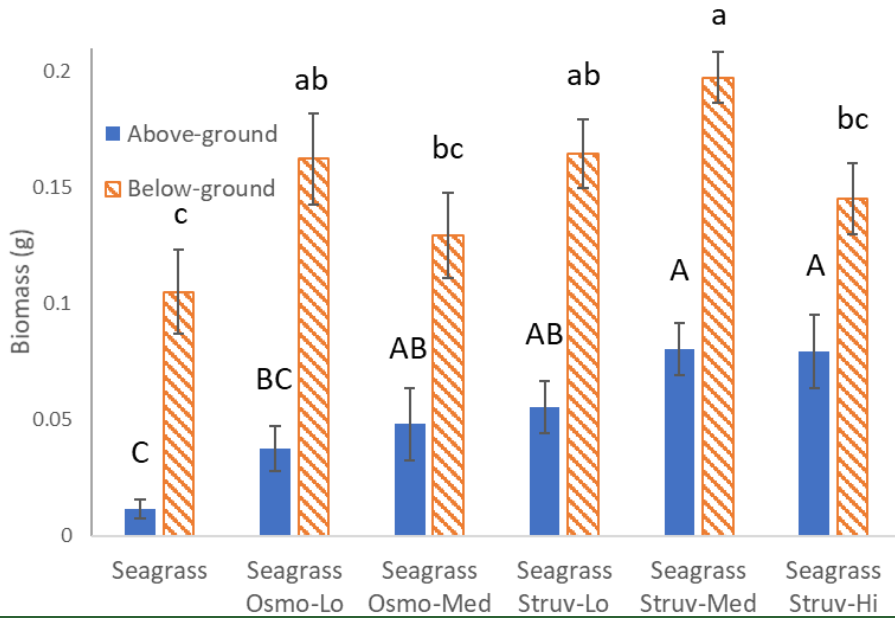 a
0.2
ab
ab
Above-ground
bc
bc
0.15
Below-ground
c
Biomass (g)
A
A
0.1
AB
AB
BC
0.05
C
0
Seagrass
Seagrass
Osmo-Lo
Seagrass
Osmo-Med
Seagrass
Struv-Lo
Seagrass
Struv-Med
Seagrass
Struv-Hi